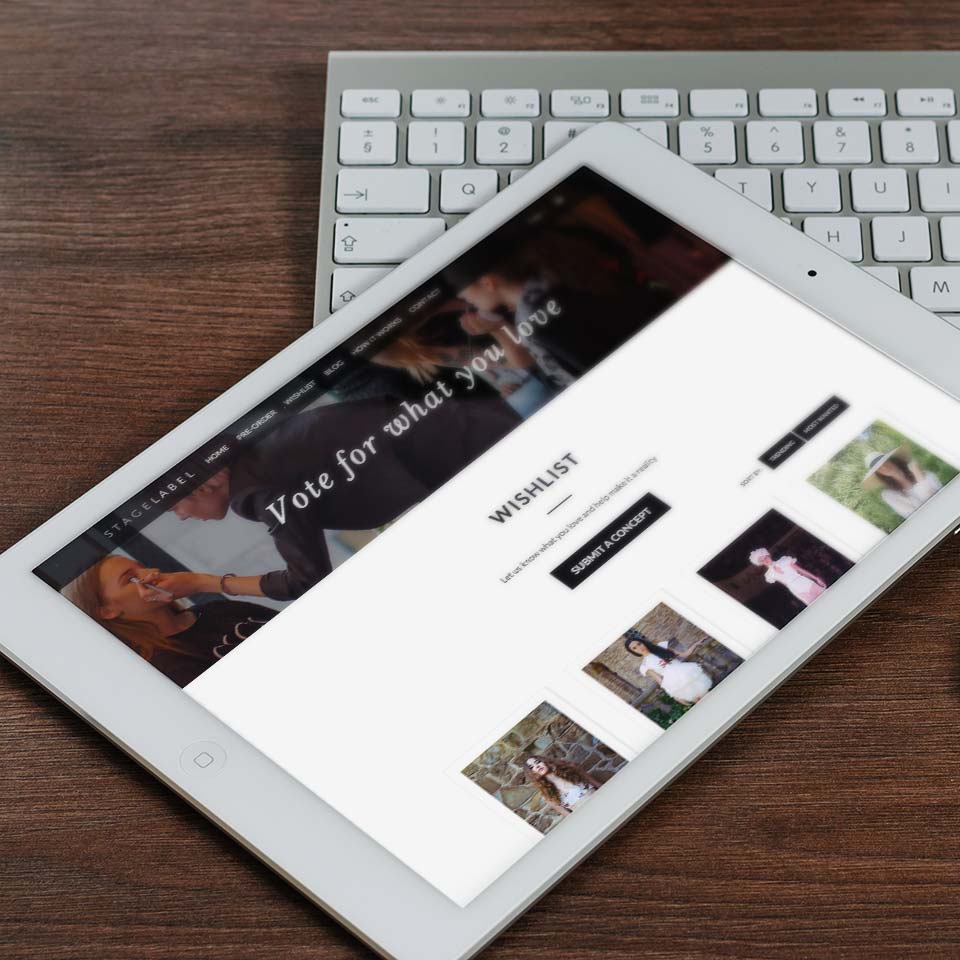 esc F1 F2 F3 F4 F5 F6 F7 F8
± § ! 1 @ 2 # % 5 ^ 6 & 7 * 8
Q T Y U I
H J
M
STAGELABEL HOME PRE-ORDER WISHLIST BLOG HOW IT WORKS CONTACT
Vote for what you love
WISHLIST
Let us know what you love and help make it a reality
SUBMIT A CONCEPT
SORT BY: TRENDING MOST WANTED